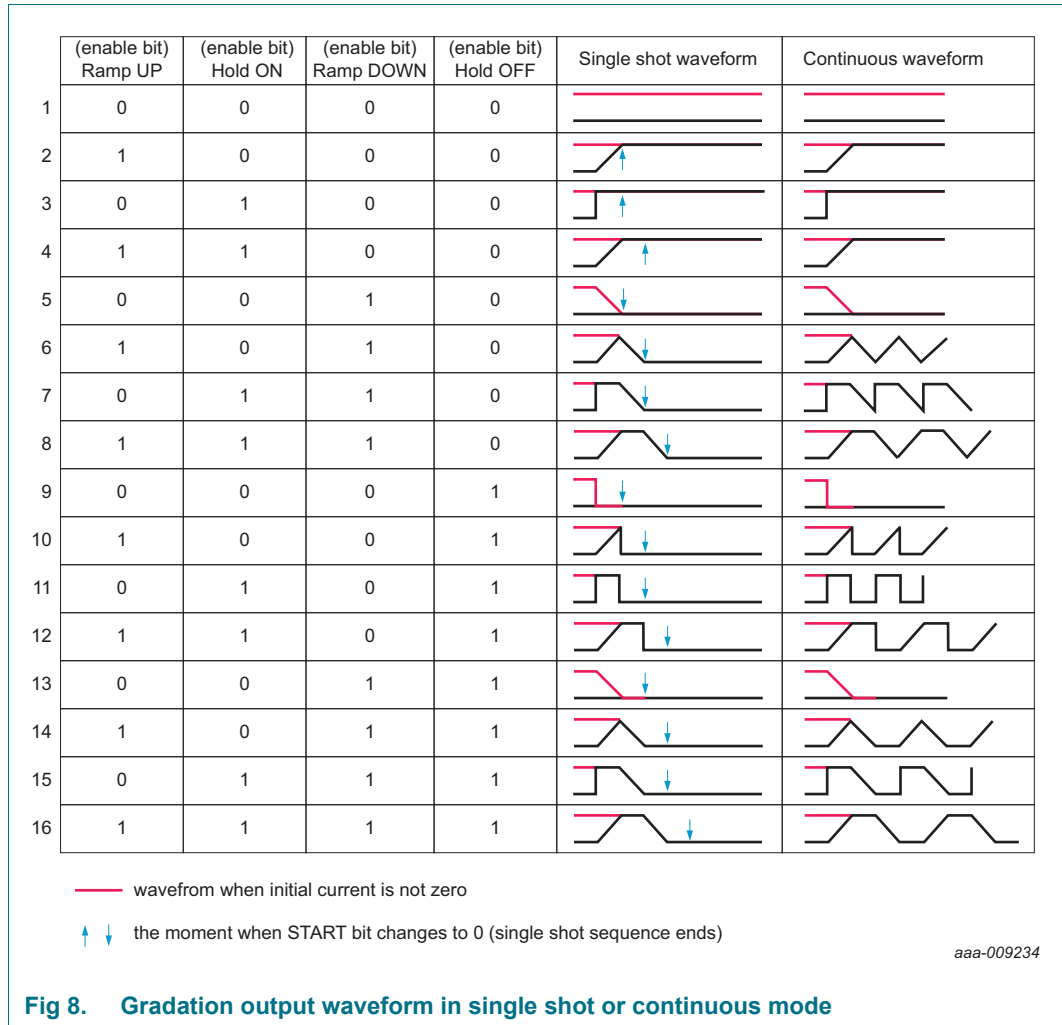 (enable bit) Ramp UP (enable bit) Hold ON (enable bit) Ramp DOWN (enable bit) Hold OFF Single shot waveform Continuous waveform
1 0 0 0 0
2 1 0 0 0
3 0 1 0 0
4 1 1 0 0
5 0 0 1 0
6 1 0 1 0
7 0 1 1 0
8 1 1 1 0
9 0 0 0 1
10 1 0 0 1
11 0 1 0 1
12 1 1 0 1
13 0 0 1 1
14 1 0 1 1
15 0 1 1 1
16 1 1 1 1
wavefrom when initial current is not zero
the moment when START bit changes to 0 (single shot sequence ends)
aaa-009234
Fig 8. Gradation output waveform in single shot or continuous mode